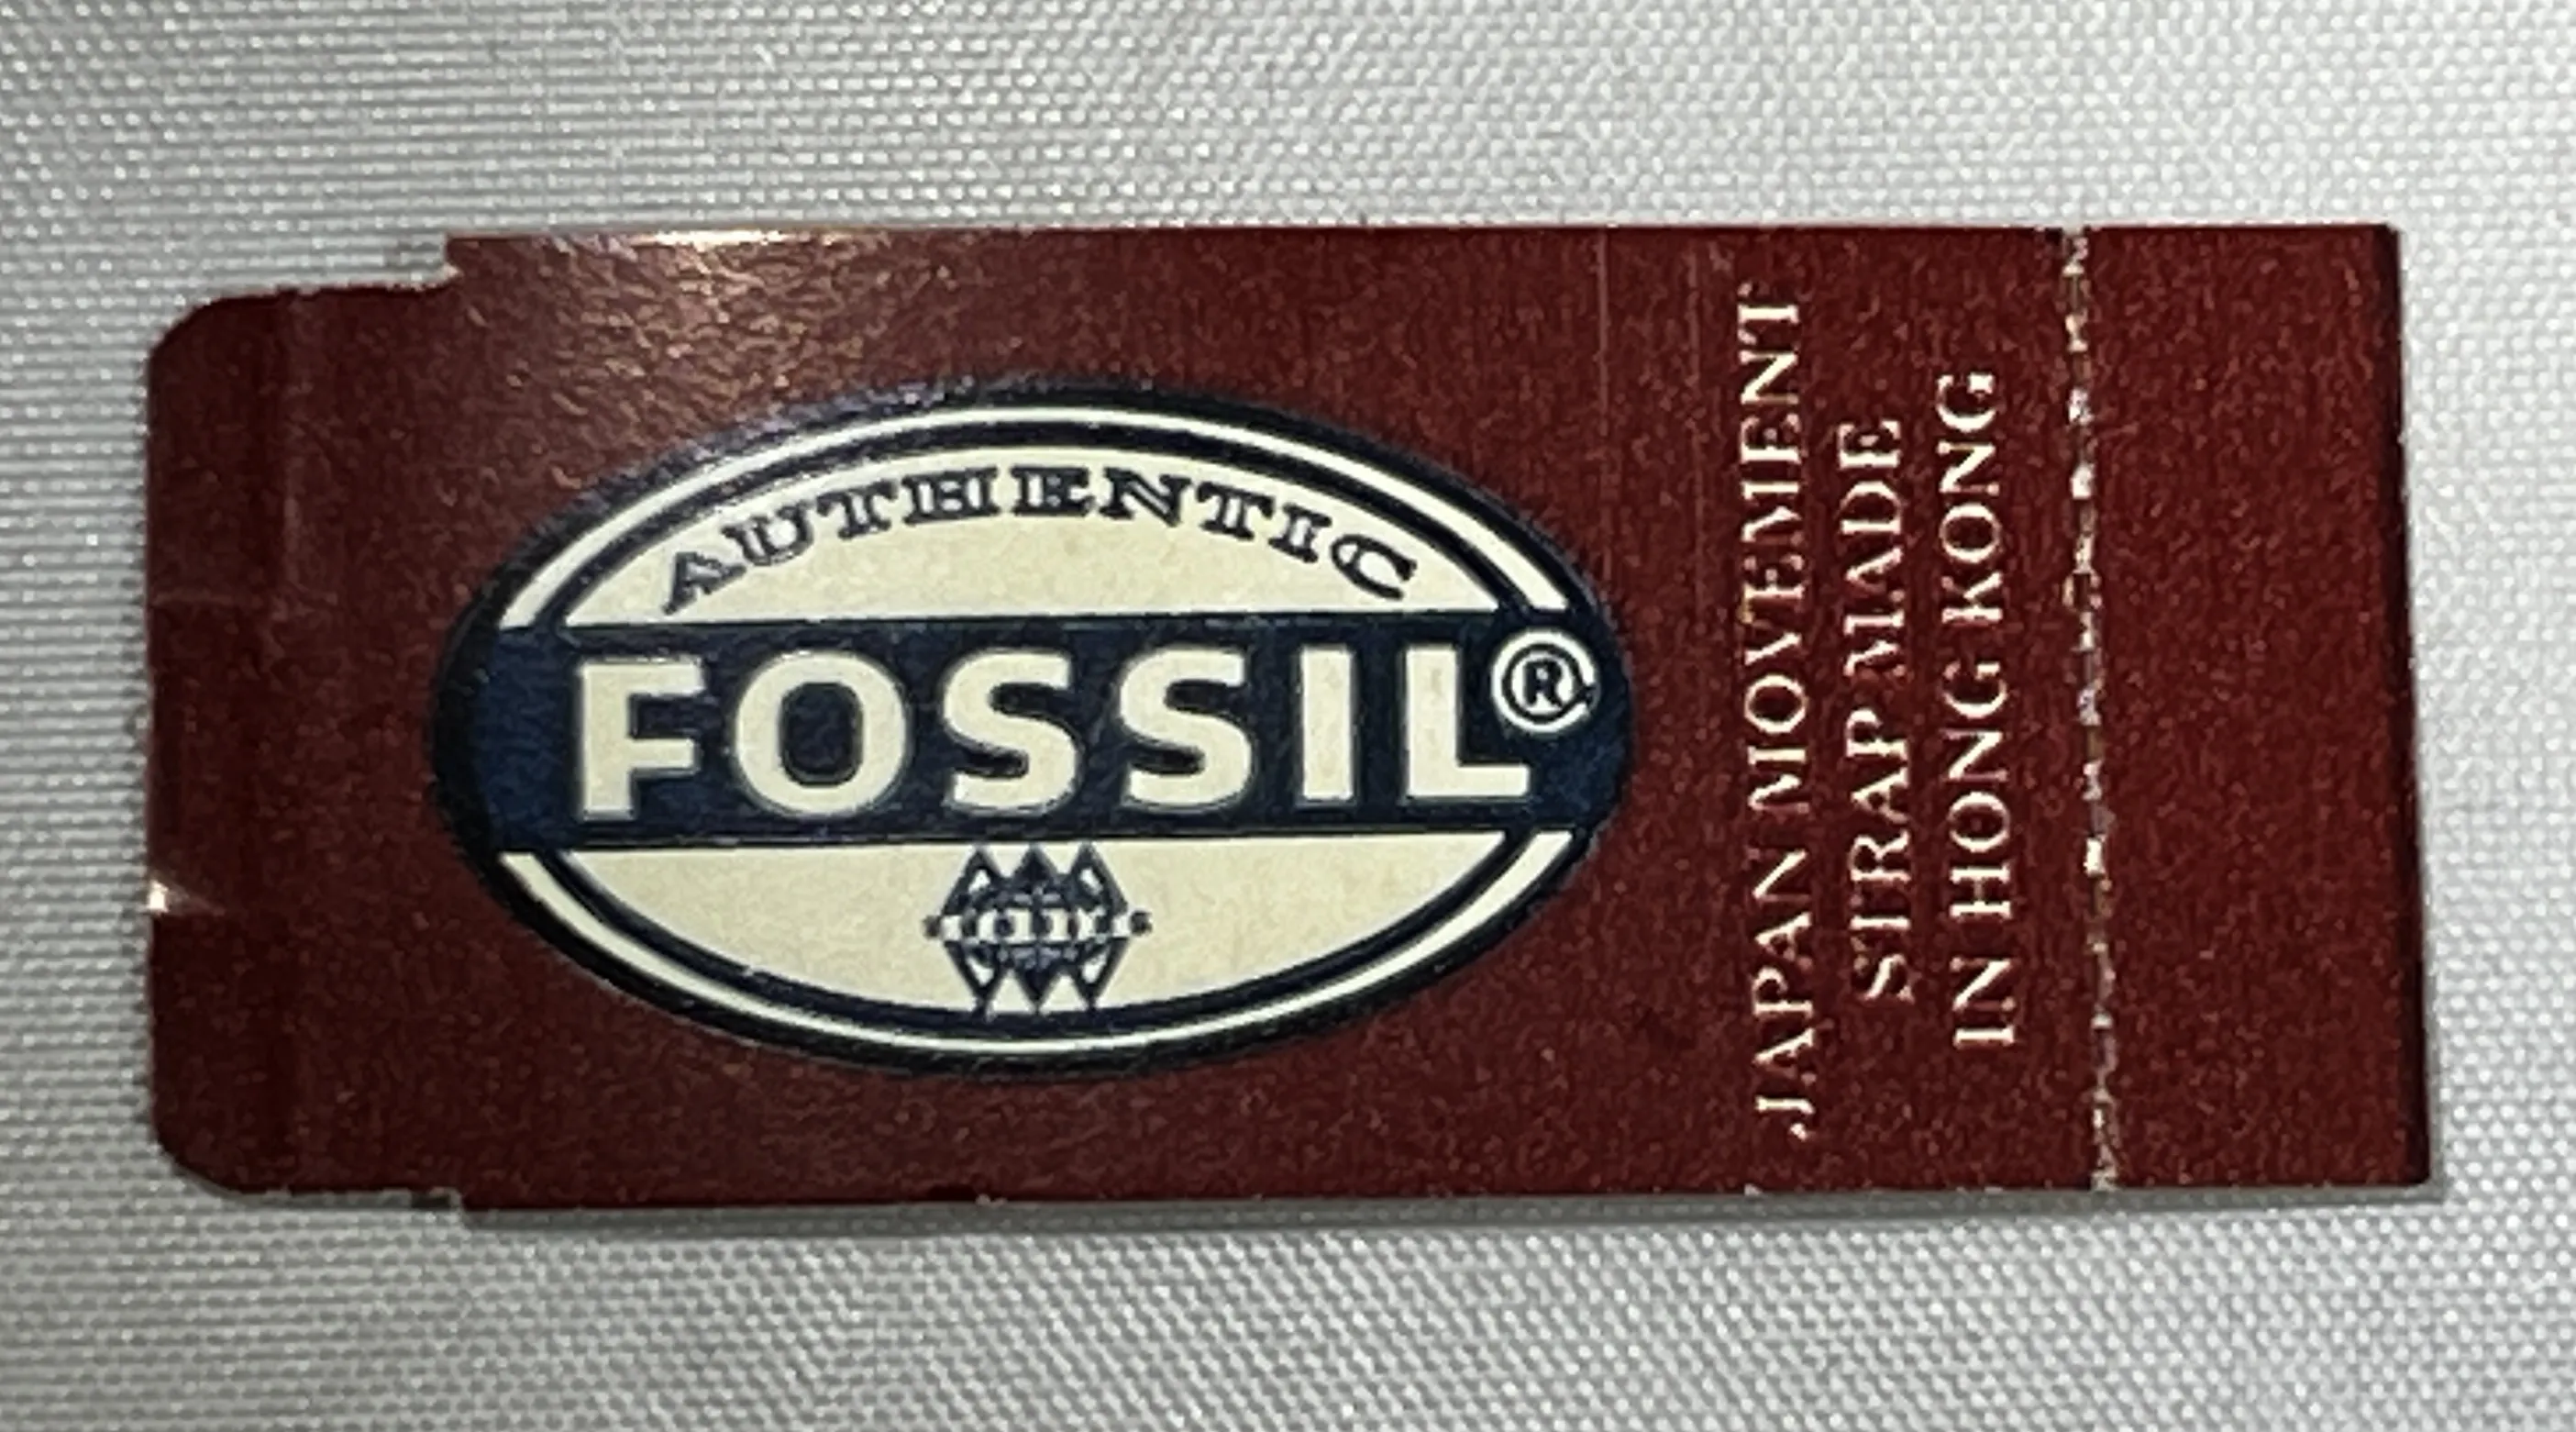 AUTHENTIC
FOSSIL®
JAPAN MOVEMENT
STRAP MADE
IN HONG KONG